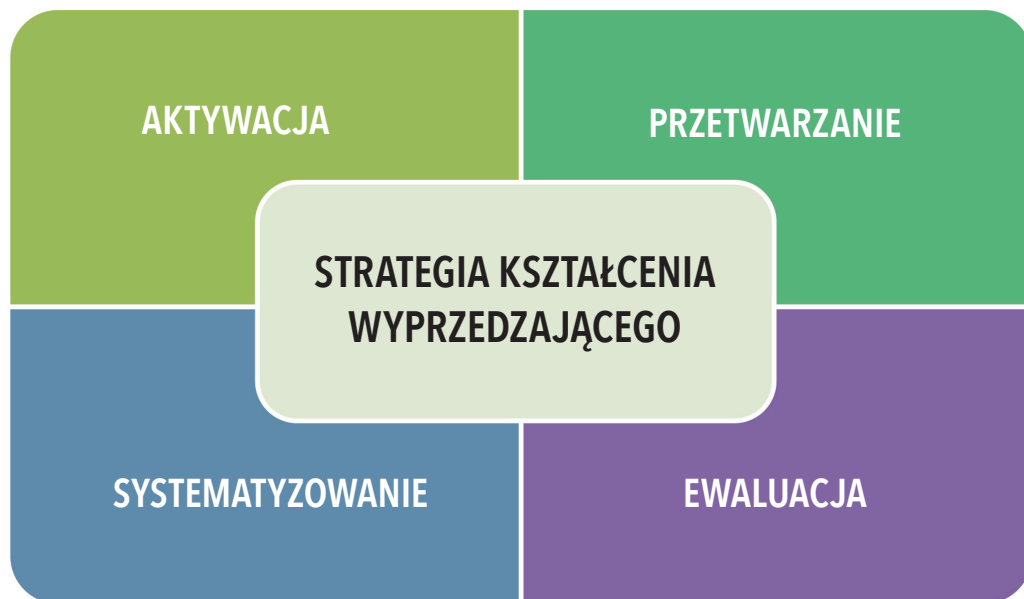 AKTYWACJA
PRZETWARZANIE
STRATEGIA KSZTAŁCENIA
WYPRZEDZAJĄCEGO
SYSTEMATYZOWANIE
EWALUACJA